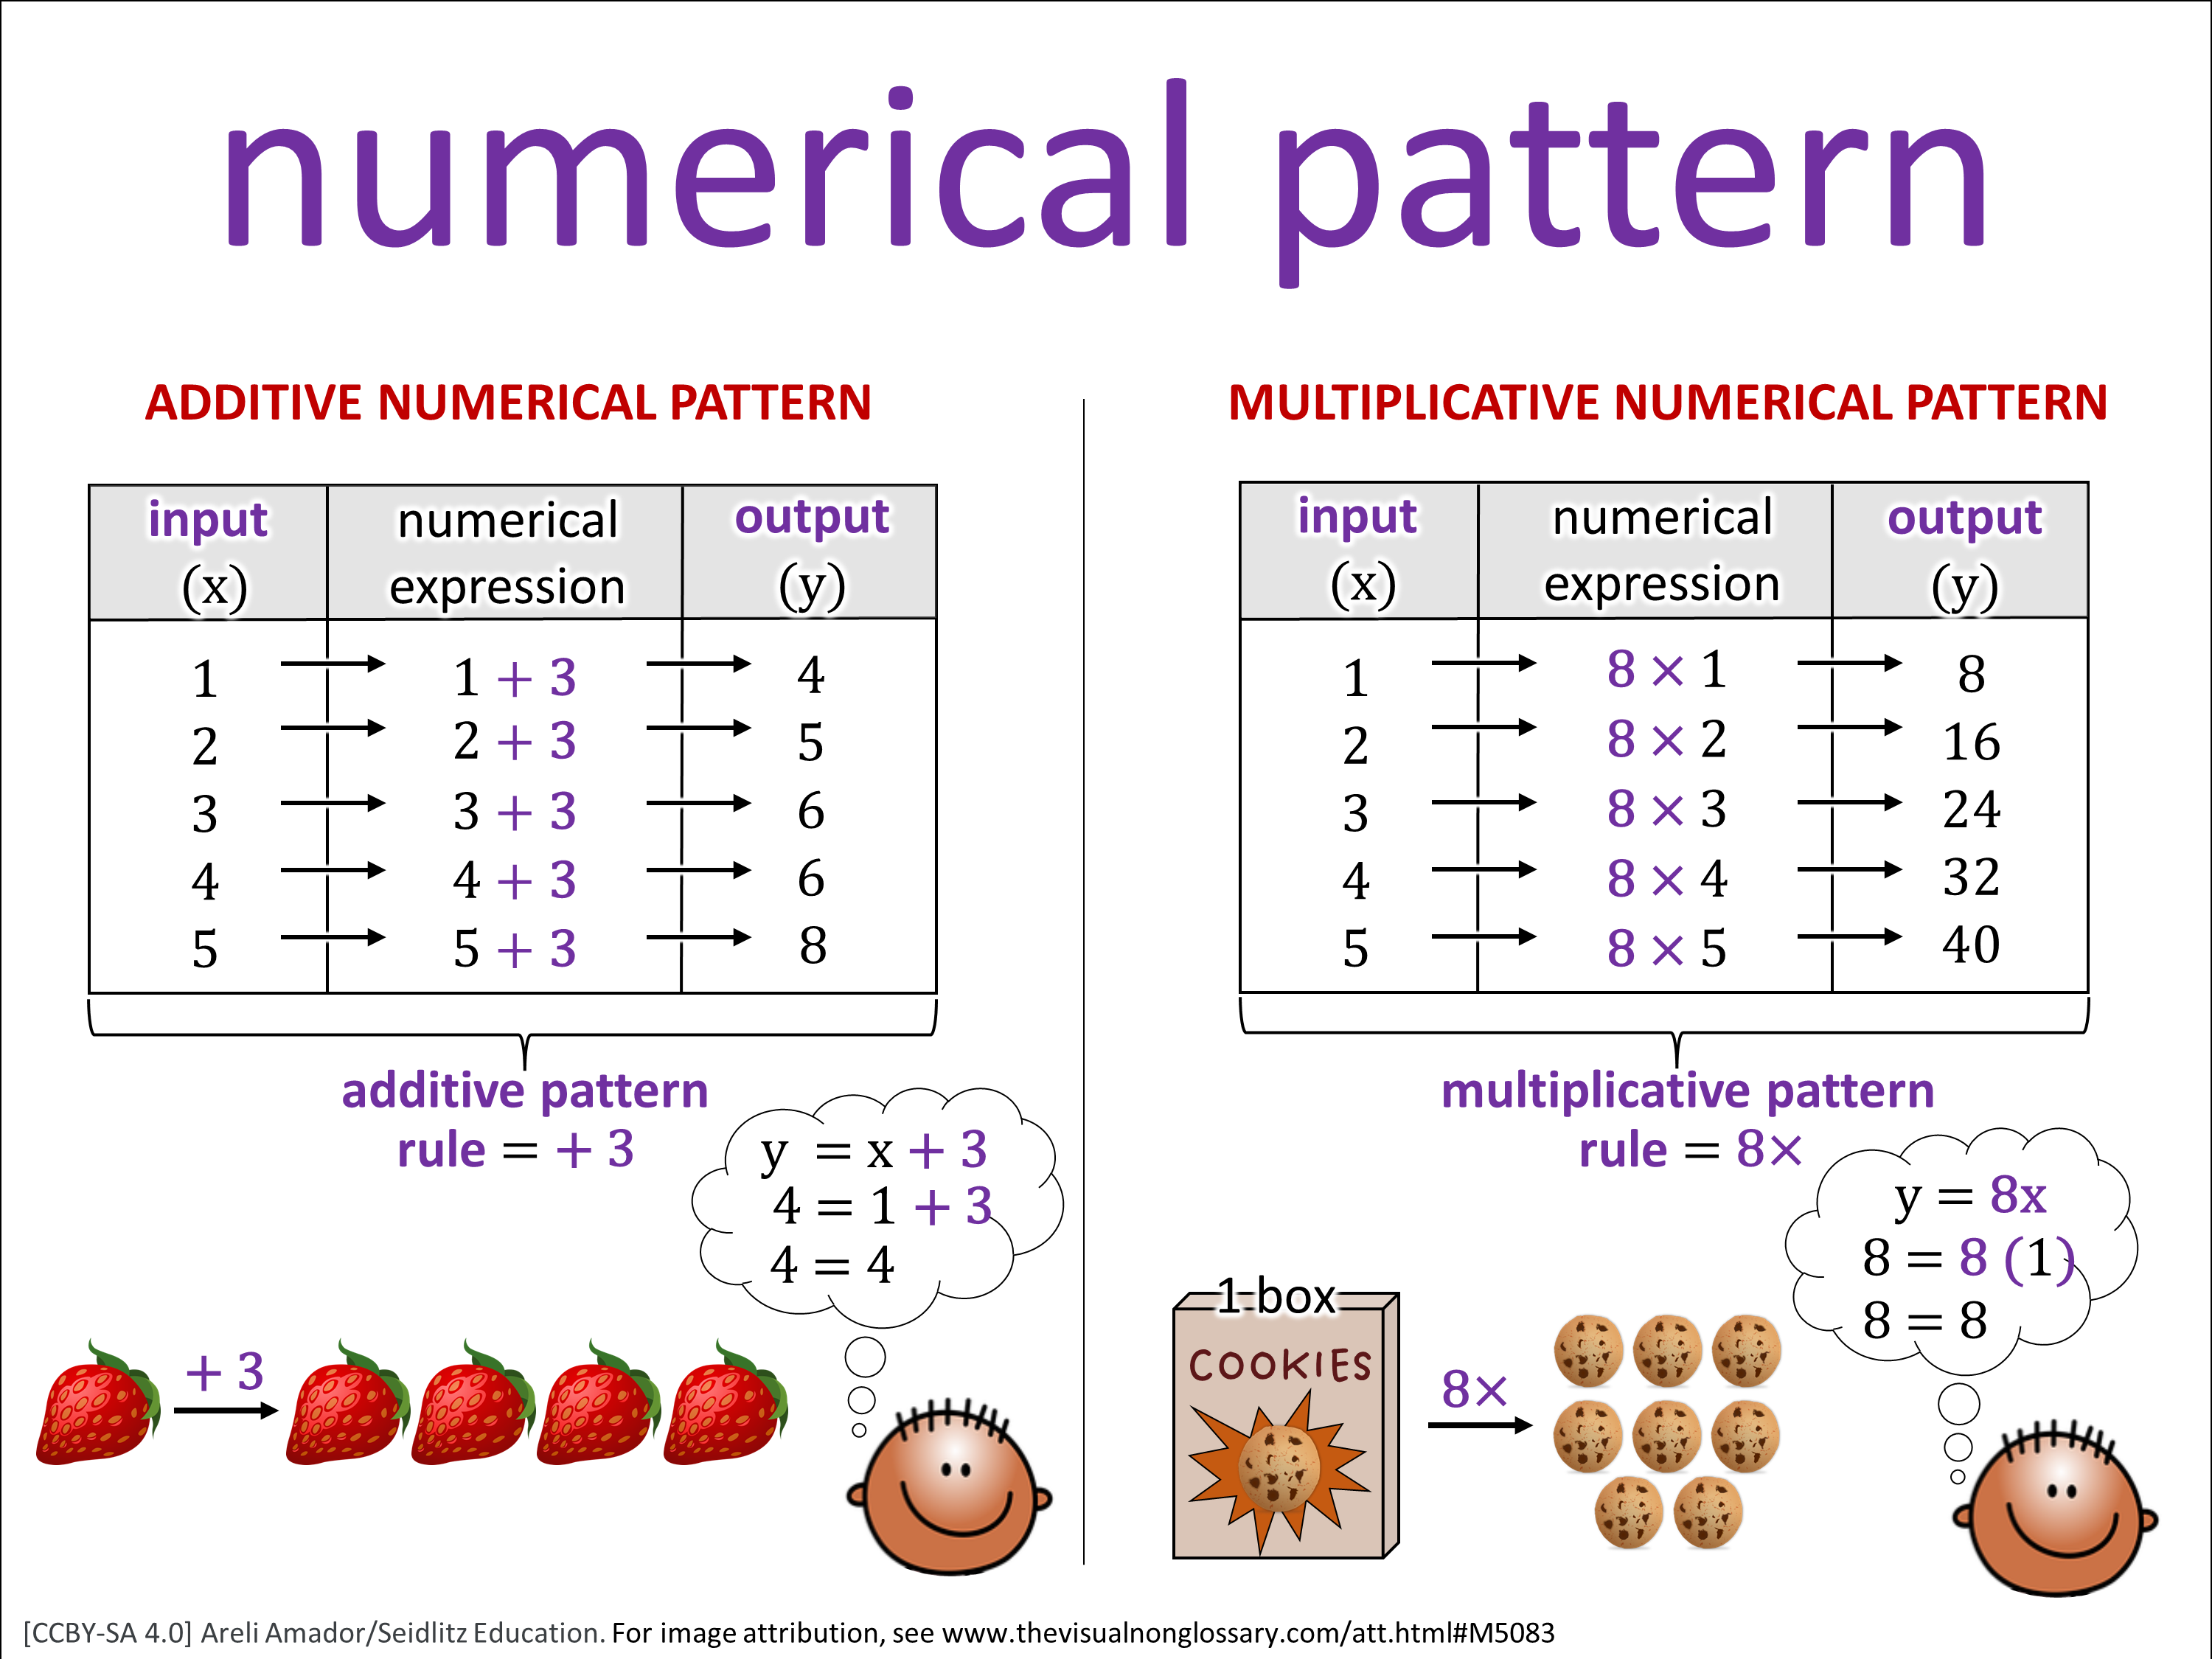 numerical pattern
ADDITIVE NUMERICAL PATTERN
input (x) numerical expression output (y)
1 1 + 3 4
2 2 + 3 5
3 3 + 3 6
4 4 + 3 6
5 5 + 3 8
additive pattern
rule = + 3
y = x + 3
4 = 1 + 3
4 = 4
+ 3
MULTIPLICATIVE NUMERICAL PATTERN
input (x) numerical expression output (y)
1 8 × 1 8
2 8 × 2 16
3 8 × 3 24
4 8 × 4 32
5 8 × 5 40
multiplicative pattern
rule = 8×
y = 8x
8 = 8 (1)
8 = 8
1 box
COOKIES
8×
[CCBY-SA 4.0] Areli Amador/Seidlitz Education. For image attribution, see www.thevisualnonglossary.com/att.html#M5083